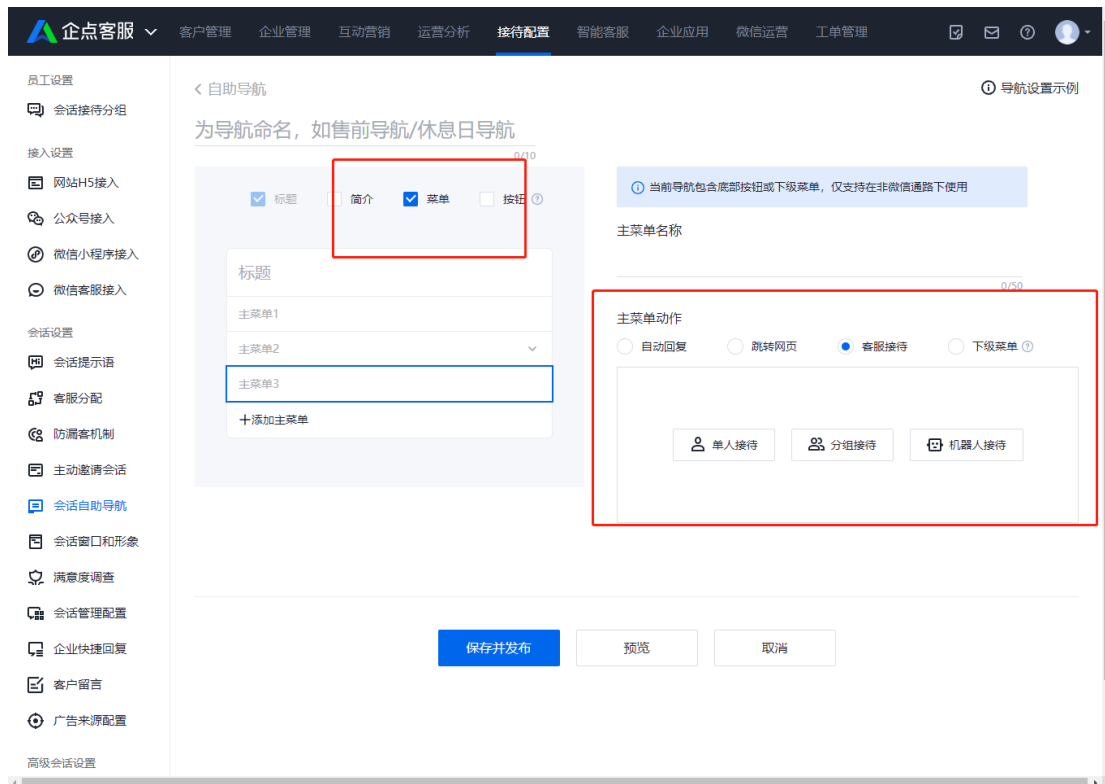 企点客服 客户管理 企业管理 互动营销 运营分析 接待配置 智能客服 企业应用 微信运营 工单管理
员工设置
会话接待分组
接入设置
网站H5接入
公众号接入
微信小程序接入
微信客服接入
会话设置
会话提示语
客服分配
防漏客机制
主动邀请会话
会话自助导航
会话窗口和形象
满意度调查
会话管理配置
企业快捷回复
客户留言
广告来源配置
高级会话设置
自助导航
导航设置示例
为导航命名，如售前导航/休息日导航
0/10
标题 简介 菜单 按钮
标题
主菜单1
主菜单2
主菜单3
添加主菜单
当前导航包含底部按钮或下级菜单，仅支持在非微信通路下使用
主菜单名称
0/50
主菜单动作
自动回复 跳转网页 客服接待 下级菜单
单人接待 分组接待 机器人接待
保存并发布 预览 取消